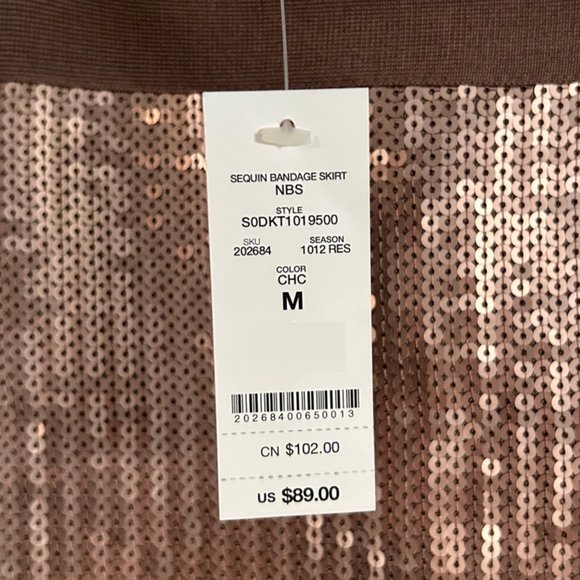 SEQUIN BANDAGE SKIRT
NBS
STYLE
S0DKT1019500
SKU SEASON
202684 1012 RES
COLOR
CHC
M
20268400650013
CN $102.00
US $89.00